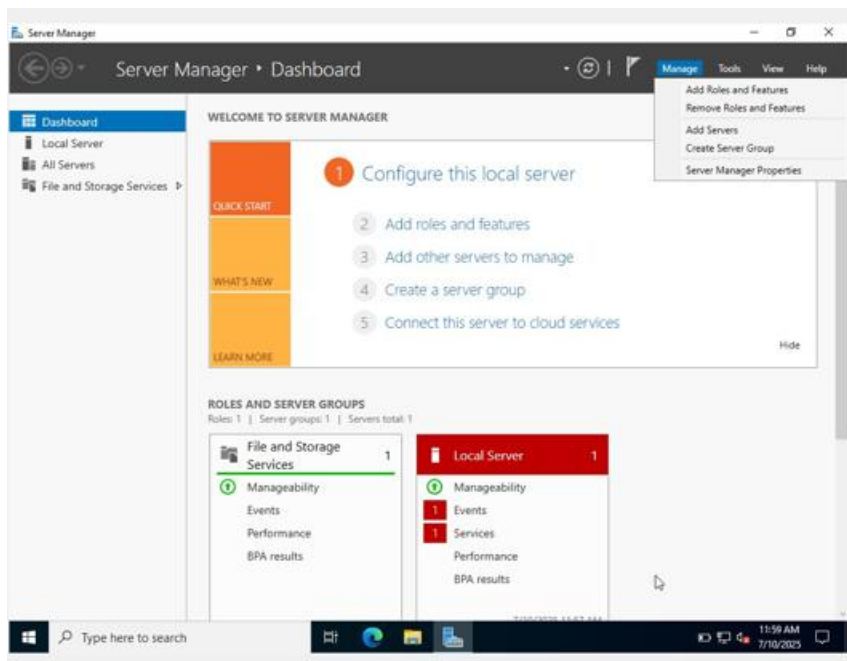 Server Manager
Server Manager • Dashboard
Manage Tools View Help
Add Roles and Features
Remove Roles and Features
Add Servers
Create Server Group
Server Manager Properties
Dashboard
Local Server
All Servers
File and Storage Services
WELCOME TO SERVER MANAGER
QUICK START
WHAT'S NEW
LEARN MORE
1 Configure this local server
2 Add roles and features
3 Add other servers to manage
4 Create a server group
5 Connect this server to cloud services
Hide
ROLES AND SERVER GROUPS
Roles: 1 | Server groups: 1 | Servers total: 1
File and Storage
Services
1
Manageability
Events
Performance
BPA results
Local Server 1
Manageability
1 Events
1 Services
Performance
BPA results
7/10/2025 11:57 AM
Type here to search
11:59 AM
7/10/2025